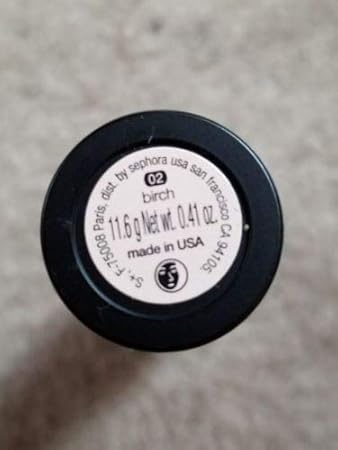 S+, F-75008 Paris, dist. by sephora usa san francisco CA 94105
02
birch
11.6 g Net wt. 0.41 oz.
made in USA